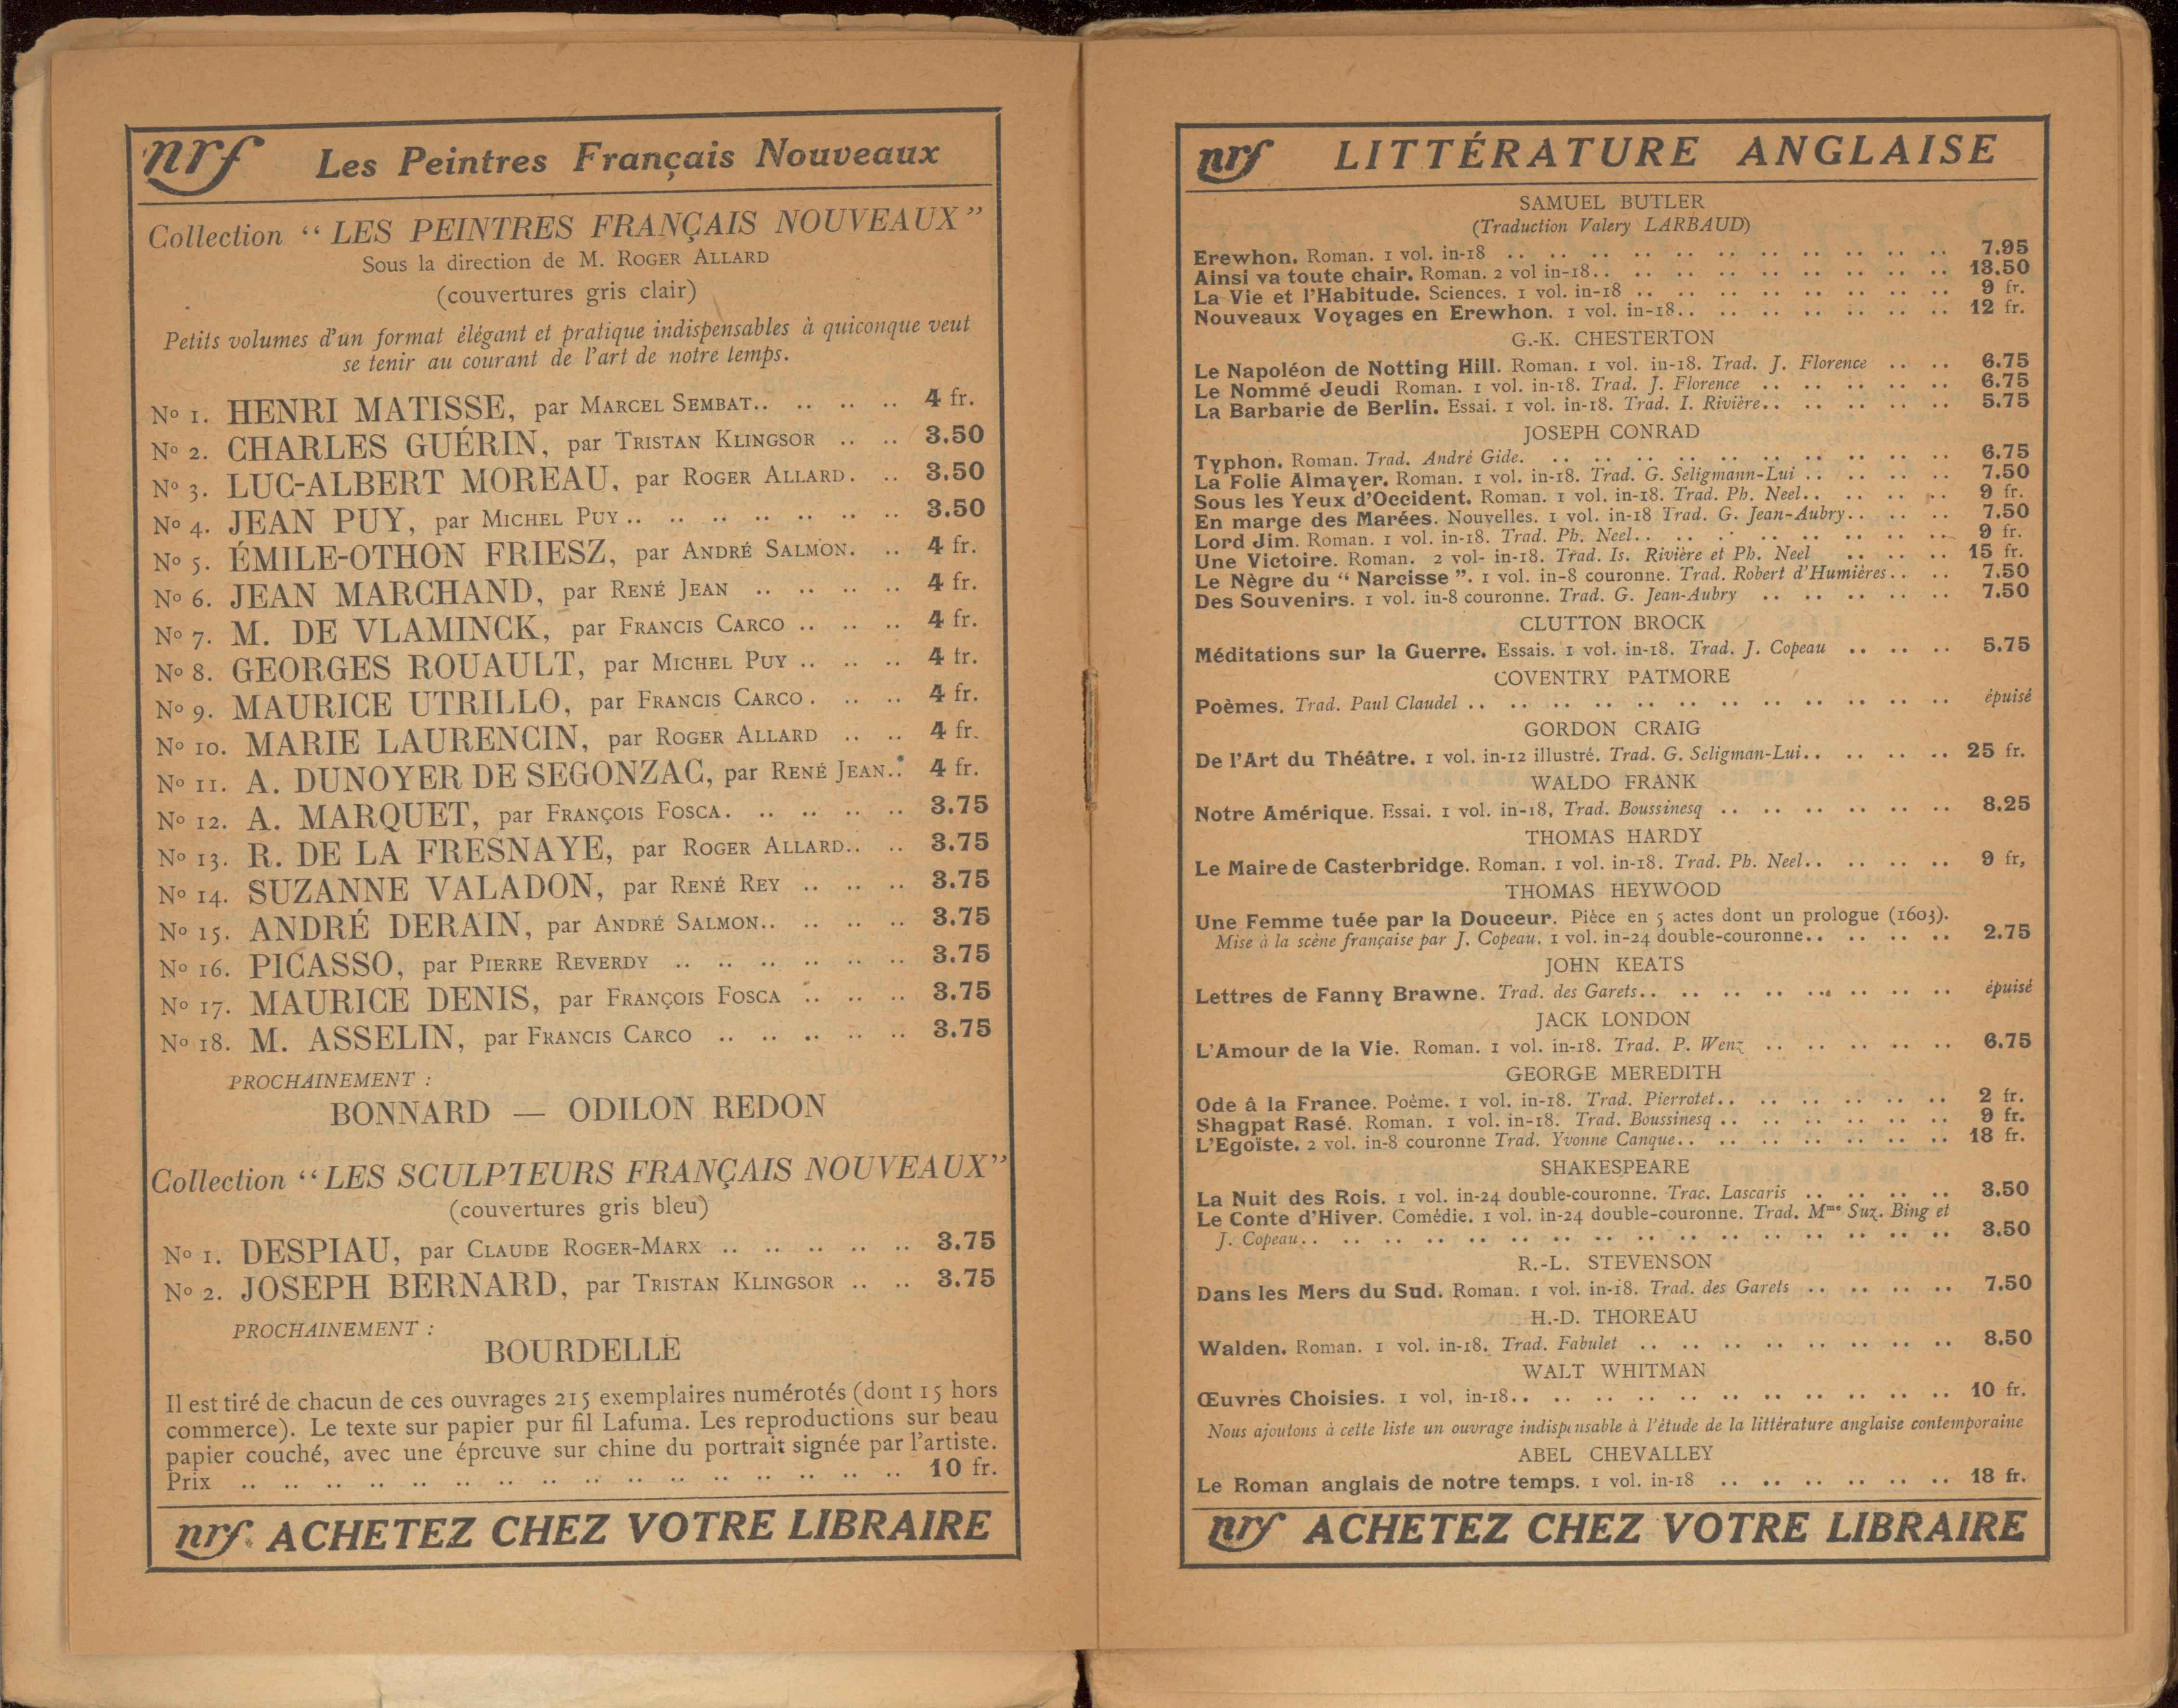 nrf Les Peintres Français Nouveaux
Collection “ LES PEINTRES FRANÇAIS NOUVEAUX ”
Sous la direction de M. ROGER ALLARD
(couvertures gris clair)
Petits volumes d'un format élégant et pratique indispensables à quiconque veut
se tenir au courant de l'art de notre temps.
No 1. HENRI MATISSE, par MARCEL SEMBAT.. .. .. .. 4 fr.
No 2. CHARLES GUÉRIN, par TRISTAN KLINGSOR .. .. 3.50
No 3. LUC-ALBERT MOREAU, par ROGER ALLARD. .. 3.50
No 4. JEAN PUY, par MICHEL PUY .. .. .. .. .. .. .. 3.50
No 5. ÉMILE-OTHON FRIESZ, par ANDRÉ SALMON. .. 4 fr.
No 6. JEAN MARCHAND, par RENÉ JEAN .. .. .. .. 4 fr.
No 7. M. DE VLAMINCK, par FRANCIS CARCO .. .. .. 4 fr.
No 8. GEORGES ROUAULT, par MICHEL PUY .. .. .. 4 fr.
No 9. MAURICE UTRILLO, par FRANCIS CARCO . .. .. 4 fr.
No 10. MARIE LAURENCIN, par ROGER ALLARD .. .. 4 fr.
No 11. A. DUNOYER DE SEGONZAC, par RENÉ JEAN.. 4 fr.
No 12. A. MARQUET, par FRANÇOIS FOSCA. .. .. .. .. 3.75
No 13. R. DE LA FRESNAYE, par ROGER ALLARD.. .. 3.75
No 14. SUZANNE VALADON, par RENÉ REY .. .. .. 3.75
No 15. ANDRÉ DERAIN, par ANDRÉ SALMON.. .. .. .. 3.75
No 16. PICASSO, par PIERRE REVERDY .. .. .. .. .. .. 3.75
No 17. MAURICE DENIS, par FRANÇOIS FOSCA .. .. .. 3.75
No 18. M. ASSELIN, par FRANCIS CARCO .. .. .. .. .. 3.75
PROCHAINEMENT :
BONNARD — ODILON REDON
Collection “ LES SCULPTEURS FRANÇAIS NOUVEAUX ”
(couvertures gris bleu)
No 1. DESPIAU, par CLAUDE ROGER-MARX .. .. .. .. .. 3.75
No 2. JOSEPH BERNARD, par TRISTAN KLINGSOR .. .. 3.75
PROCHAINEMENT :
BOURDELLE
Il est tiré de chacun de ces ouvrages 215 exemplaires numérotés (dont 15 hors
commerce). Le texte sur papier pur fil Lafuma. Les reproductions sur beau
papier couché, avec une épreuve sur chine du portrait signée par l'artiste.
Prix .. .. .. .. .. .. .. .. .. .. .. .. .. .. .. .. 10 fr.
nrf ACHETEZ CHEZ VOTRE LIBRAIRE
nrf LITTÉRATURE ANGLAISE
SAMUEL BUTLER
(Traduction Valery LARBAUD)
Erewhon. Roman. 1 vol. in-18 .. .. .. .. .. .. .. .. .. .. .. 7.95
Ainsi va toute chair. Roman. 2 vol in-18.. .. .. .. .. .. .. .. .. 13.50
La Vie et l'Habitude. Sciences. 1 vol. in-18 .. .. .. .. .. .. .. .. 9 fr.
Nouveaux Voyages en Erewhon. 1 vol. in-18.. .. .. .. .. .. .. 12 fr.
G.-K. CHESTERTON
Le Napoléon de Notting Hill. Roman. 1 vol. in-18. Trad. J. Florence .. .. 6.75
Le Nommé Jeudi Roman. 1 vol. in-18. Trad. J. Florence .. .. .. .. .. 6.75
La Barbarie de Berlin. Essai. 1 vol. in-18. Trad. I. Rivière.. .. .. .. .. 5.75
JOSEPH CONRAD
Typhon. Roman. Trad. André Gide. .. .. .. .. .. .. .. .. .. .. 6.75
La Folie Almayer. Roman. 1 vol. in-18. Trad. G. Seligmann-Lui .. .. .. .. 7.50
Sous les Yeux d'Occident. Roman. 1 vol. in-18. Trad. Ph. Neel.. .. .. .. 9 fr.
En marge des Marées. Nouvelles. 1 vol. in-18 Trad. G. Jean-Aubry.. .. .. 7.50
Lord Jim. Roman. 1 vol. in-18. Trad. Ph. Neel.. .. .. .. .. .. .. .. 9 fr.
Une Victoire. Roman. 2 vol- in-18. Trad. Is. Rivière et Ph. Neel .. .. .. 15 fr.
Le Nègre du “ Narcisse ”. 1 vol. in-8 couronne. Trad. Robert d'Humières.. .. 7.50
Des Souvenirs. 1 vol. in-8 couronne. Trad. G. Jean-Aubry .. .. .. .. .. 7.50
CLUTTON BROCK
Méditations sur la Guerre. Essais. 1 vol. in-18. Trad. J. Copeau .. .. .. 5.75
COVENTRY PATMORE
Poèmes. Trad. Paul Claudel .. .. .. .. .. .. .. .. .. .. .. .. épuisé
GORDON CRAIG
De l'Art du Théâtre. 1 vol. in-12 illustré. Trad. G. Seligman-Lui.. .. .. .. 25 fr.
WALDO FRANK
Notre Amérique. Essai. 1 vol. in-18, Trad. Boussinesq .. .. .. .. .. .. 8.25
THOMAS HARDY
Le Maire de Casterbridge. Roman. 1 vol. in-18. Trad. Ph. Neel.. .. .. .. 9 fr,
THOMAS HEYWOOD
Une Femme tuée par la Douceur. Pièce en 5 actes dont un prologue (1603).
Mise à la scène française par J. Copeau. 1 vol. in-24 double-couronne.. .. .. .. 2.75
JOHN KEATS
Lettres de Fanny Brawne. Trad. des Garets.. .. .. .. .. .. .. .. épuisé
JACK LONDON
L'Amour de la Vie. Roman. 1 vol. in-18. Trad. P. Wenz .. .. .. .. .. 6.75
GEORGE MEREDITH
Ode â la France. Poème. 1 vol. in-18. Trad. Pierrotet.. .. .. .. .. .. 2 fr.
Shagpat Rasé. Roman. 1 vol. in-18. Trad. Boussinesq .. .. .. .. .. .. 9 fr.
L'Egoïste. 2 vol. in-8 couronne Trad. Yvonne Canque.. .. .. .. .. .. .. 18 fr.
SHAKESPEARE
La Nuit des Rois. 1 vol. in-24 double-couronne. Trac. Lascaris .. .. .. .. 3.50
Le Conte d'Hiver. Comédie. 1 vol. in-24 double-couronne. Trad. Mme Suz. Bing et
J. Copeau.. .. .. .. .. .. .. .. .. .. .. .. .. .. .. .. 3.50
R.-L. STEVENSON
Dans les Mers du Sud. Roman. 1 vol. in-18. Trad. des Garets .. .. .. .. 7.50
H.-D. THOREAU
Walden. Roman. 1 vol. in-18. Trad. Fabulet .. .. .. .. .. .. .. .. 8.50
WALT WHITMAN
Œuvres Choisies. 1 vol, in-18.. .. .. .. .. .. .. .. .. .. .. 10 fr.
Nous ajoutons à cette liste un ouvrage indispensable à l'étude de la littérature anglaise contemporaine
ABEL CHEVALLEY
Le Roman anglais de notre temps. 1 vol. in-18 .. .. .. .. .. .. 18 fr.
nrf ACHETEZ CHEZ VOTRE LIBRAIRE